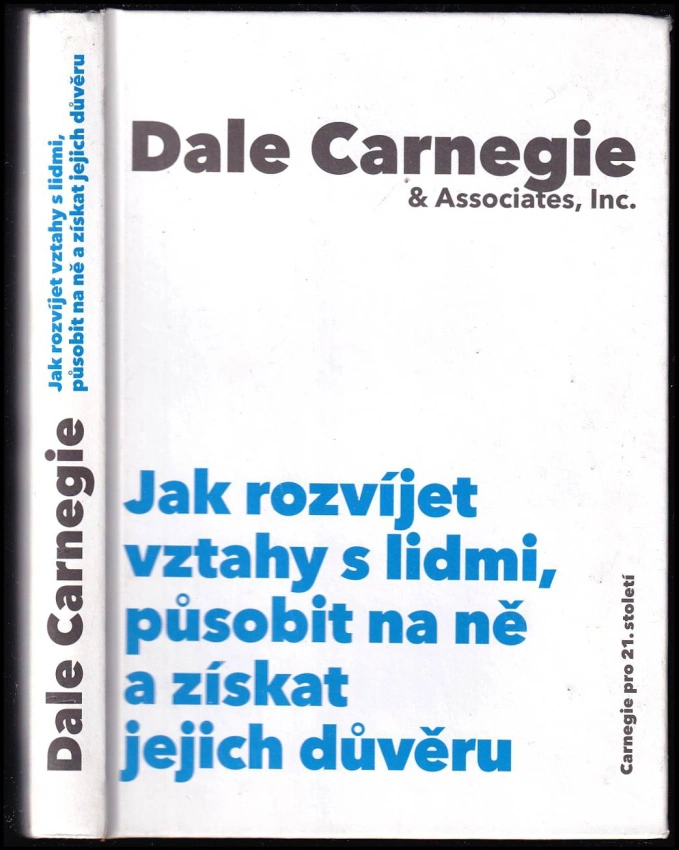 Jak rozvíjet vztahy s lidmi,
působit na ně a získat jejich důvěru
Dale Carnegie
Dale Carnegie
& Associates, Inc.
Jak rozvíjet
vztahy s lidmi,
působit na ně
a získat
jejich důvěru
Carnegie pro 21. století